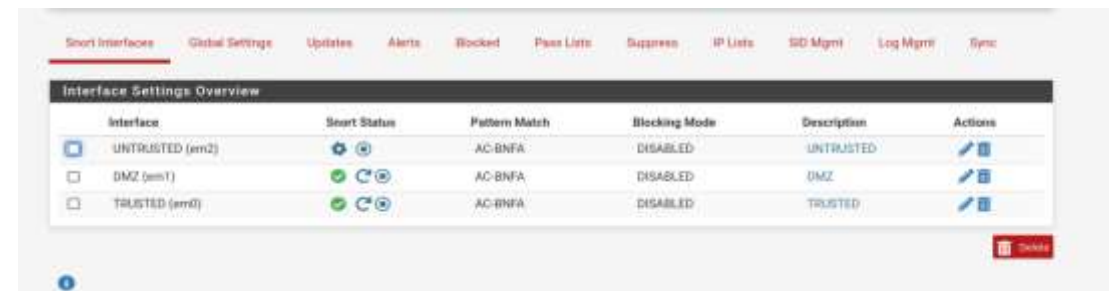 Snort Interfaces Global Settings Updates Alerts Blocked Pass Lists Suppress IP Lists SID Mgmt Log Mgmt Sync
Interface Settings Overview
Interface Snort Status Pattern Match Blocking Mode Description Actions
UNTRUSTED (em2) AC-BNFA DISABLED UNTRUSTED
DMZ (em1) AC-BNFA DISABLED DMZ
TRUSTED (em0) AC-BNFA DISABLED TRUSTED
Delete